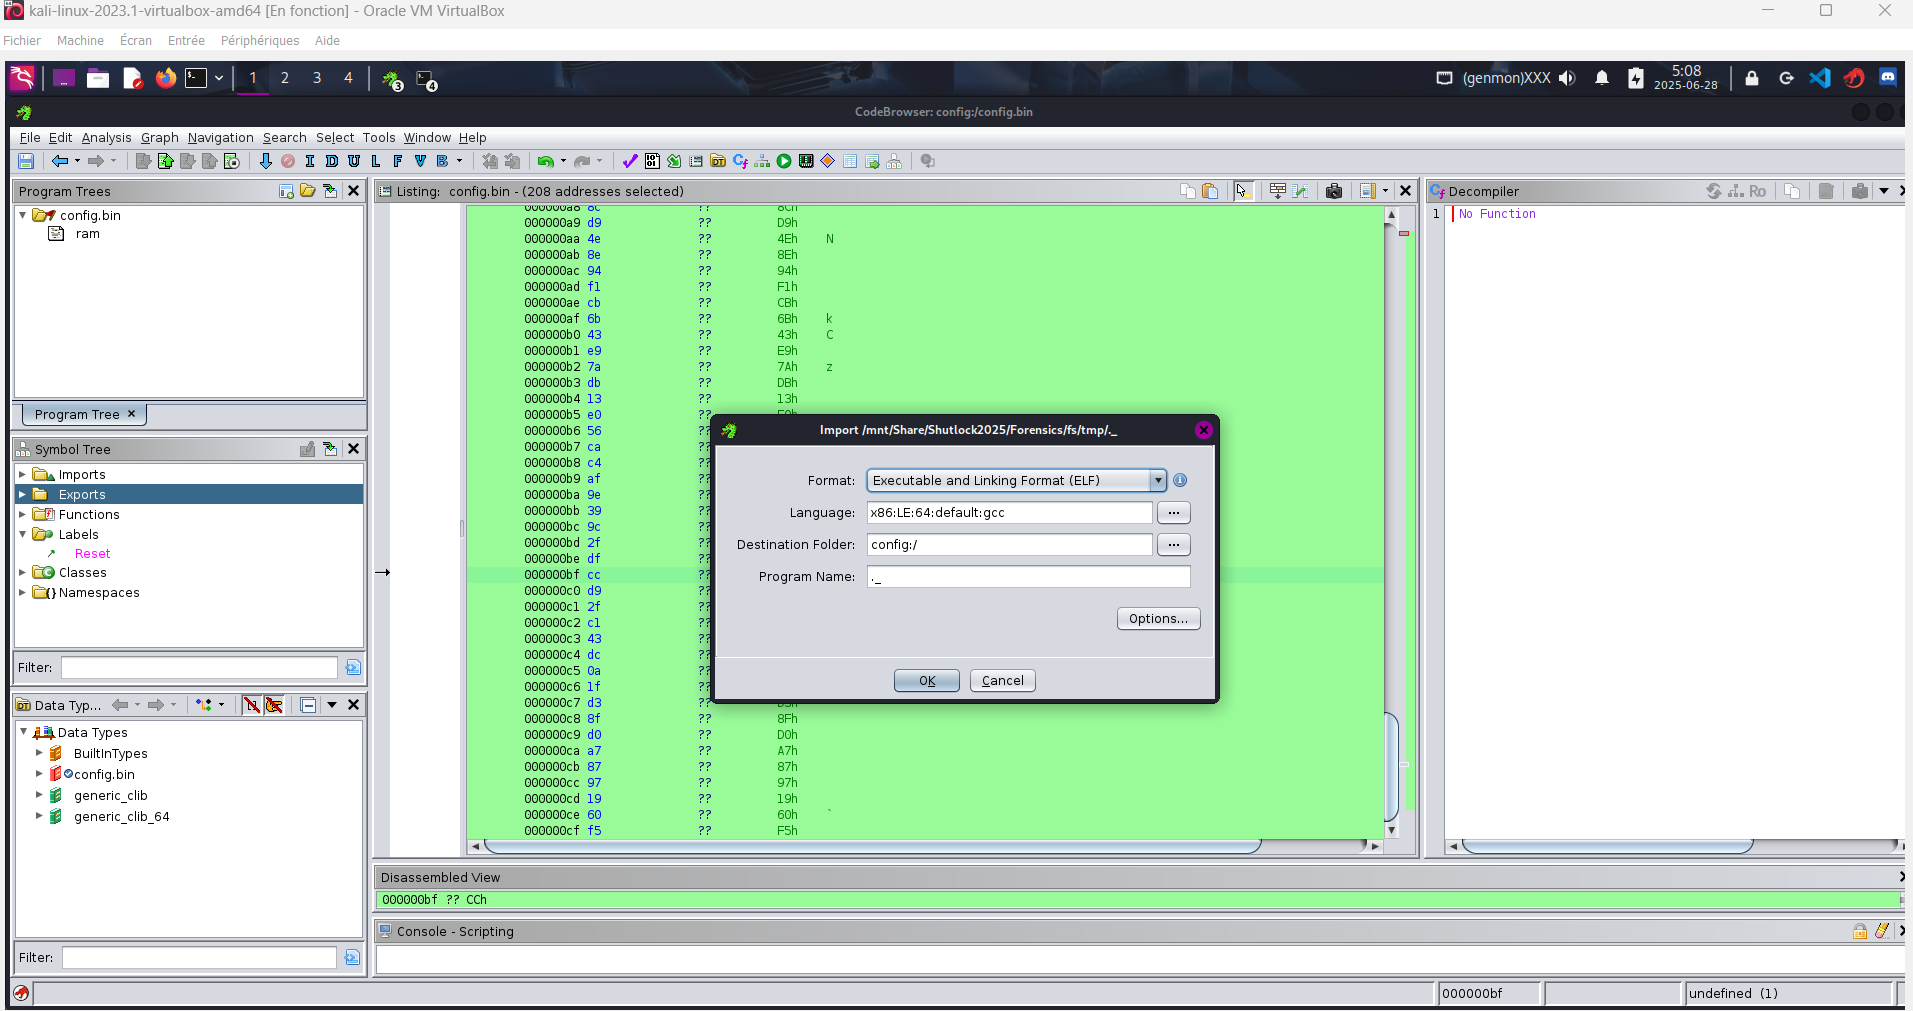 kali-linux-2023.1-virtualbox-amd64 [En fonction] - Oracle VM VirtualBox
Fichier Machine Écran Entrée Périphériques Aide
1 2 3 4 3 4 (genmon)XXX 5:08
2025-06-28
CodeBrowser: config:/config.bin
File Edit Analysis Graph Navigation Search Select Tools Window Help
I D U L F V B
Program Trees
config.bin
ram
Program Tree ×
Symbol Tree
Imports
Exports
Functions
Labels
Reset
Classes
Namespaces
Filter:
Data Typ...
Data Types
BuiltInTypes
config.bin
generic_clib
generic_clib_64
Filter:
Listing: config.bin - (208 addresses selected)
000000a8 8c ?? 8Ch
000000a9 d9 ?? D9h
000000aa 4e ?? 4Eh N
000000ab 8e ?? 8Eh
000000ac 94 ?? 94h
000000ad f1 ?? F1h
000000ae cb ?? CBh
000000af 6b ?? 6Bh k
000000b0 43 ?? 43h C
000000b1 e9 ?? E9h
000000b2 7a ?? 7Ah z
000000b3 db ?? DBh
000000b4 13 ?? 13h
000000b5 e0 ?? E0h
000000b6 56 ??
000000b7 ca ??
000000b8 c4 ??
000000b9 af ??
000000ba 9e ??
000000bb 39 ??
000000bc 9c ??
000000bd 2f ??
000000be df ??
000000bf cc ??
000000c0 d9 ??
000000c1 2f ??
000000c2 c1 ??
000000c3 43 ??
000000c4 dc ??
000000c5 0a ??
000000c6 1f ??
000000c7 d3 ?? D3h
000000c8 8f ?? 8Fh
000000c9 d0 ?? D0h
000000ca a7 ?? A7h
000000cb 87 ?? 87h
000000cc 97 ?? 97h
000000cd 19 ?? 19h
000000ce 60 ?? 60h `
000000cf f5 ?? F5h
Import /mnt/Share/Shutlock2025/Forensics/fs/tmp/._
Format: Executable and Linking Format (ELF)
Language: x86:LE:64:default:gcc ...
Destination Folder: config:/ ...
Program Name: ._
Options...
OK Cancel
Decompiler
Ro
1 No Function
Disassembled View
000000bf ?? CCh
Console - Scripting
000000bf undefined (1)